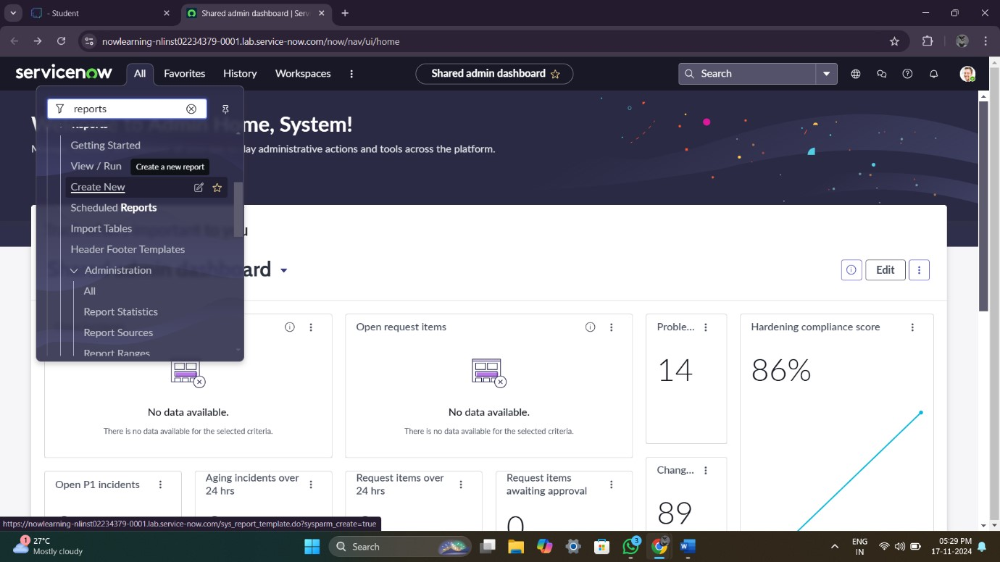 - Student
Shared admin dashboard | Serv
nowlearning-nlinst02234379-0001.lab.service-now.com/now/nav/ui/home
servicenow
All
Favorites
History
Workspaces
Shared admin dashboard
Search
reports
Reports
Getting Started
View / Run
Create a new report
Create New
Scheduled Reports
Import Tables
Header Footer Templates
Administration
All
Report Statistics
Report Sources
Report Ranges
me, System!
ay administrative actions and tools across the platform.
ard
Edit
Open request items
Proble...
Hardening compliance score
14
86%
No data available.
There is no data available for the selected criteria.
No data available.
There is no data available for the selected criteria.
Open P1 incidents
Aging incidents over
24 hrs
Request items over
24 hrs
Request items
awaiting approval
0
Chang...
89
https://nowlearning-nlinst02234379-0001.lab.service-now.com/sys_report_template.do?sysparm_create=true
1
27°C
Mostly cloudy
Search
3
ENG
IN
05:29 PM
17-11-2024